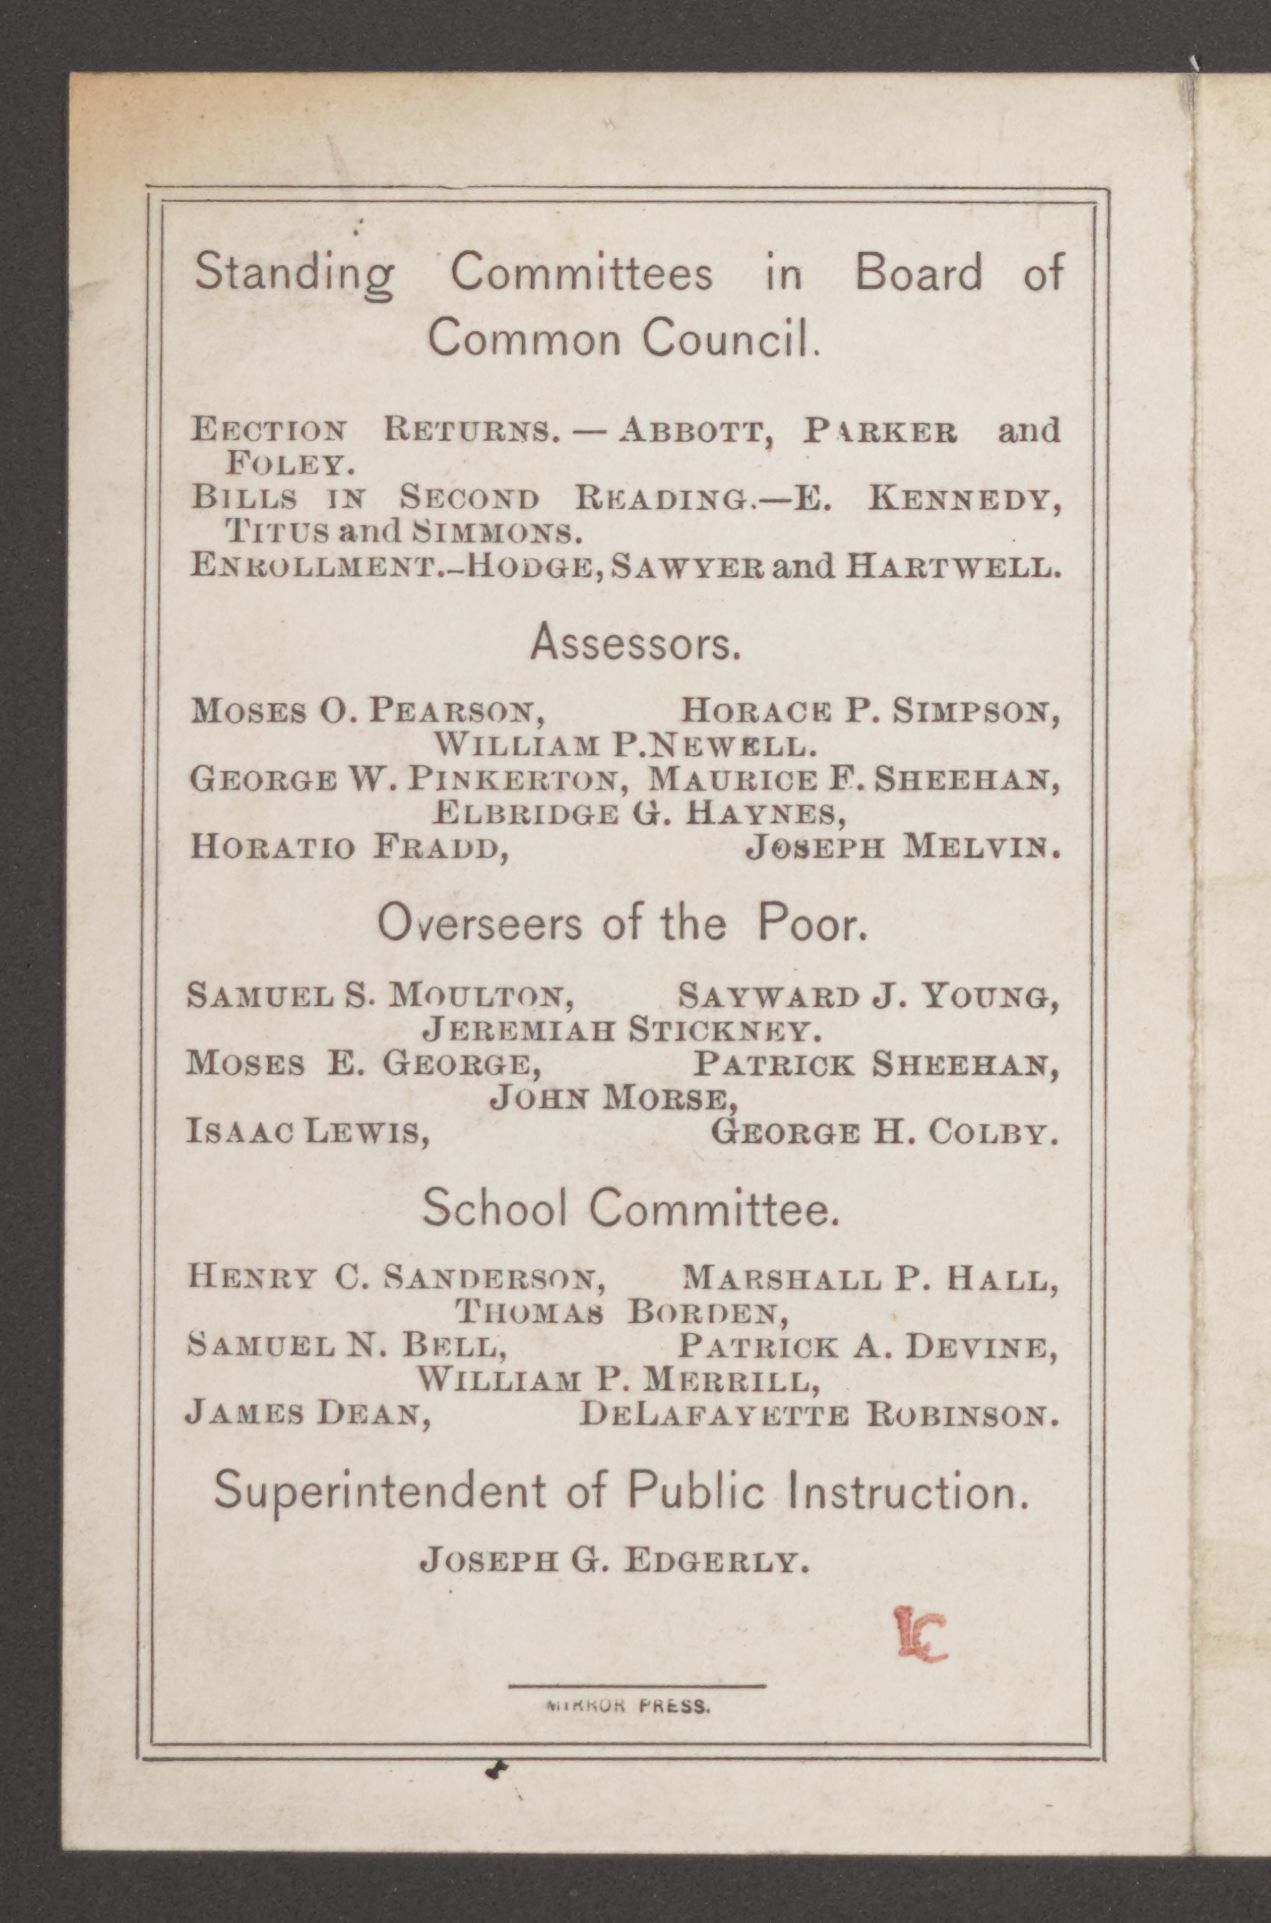 Standing Committees in Board of
Common Council.
EECTION RETURNS. — ABBOTT, PARKER and
FOLEY.
BILLS IN SECOND READING.—E. KENNEDY,
TITUS and SIMMONS.
ENROLLMENT.–HODGE, SAWYER and HARTWELL.
Assessors.
MOSES O. PEARSON, HORACE P. SIMPSON,
WILLIAM P. NEWELL.
GEORGE W. PINKERTON, MAURICE F. SHEEHAN,
ELBRIDGE G. HAYNES,
HORATIO FRADD, JOSEPH MELVIN.
Overseers of the Poor.
SAMUEL S. MOULTON, SAYWARD J. YOUNG,
JEREMIAH STICKNEY.
MOSES E. GEORGE, PATRICK SHEEHAN,
JOHN MORSE,
ISAAC LEWIS, GEORGE H. COLBY.
School Committee.
HENRY C. SANDERSON, MARSHALL P. HALL,
THOMAS BORDEN,
SAMUEL N. BELL, PATRICK A. DEVINE,
WILLIAM P. MERRILL,
JAMES DEAN, DELAFAYETTE ROBINSON.
Superintendent of Public Instruction.
JOSEPH G. EDGERLY.
LC
MIRROR PRESS.